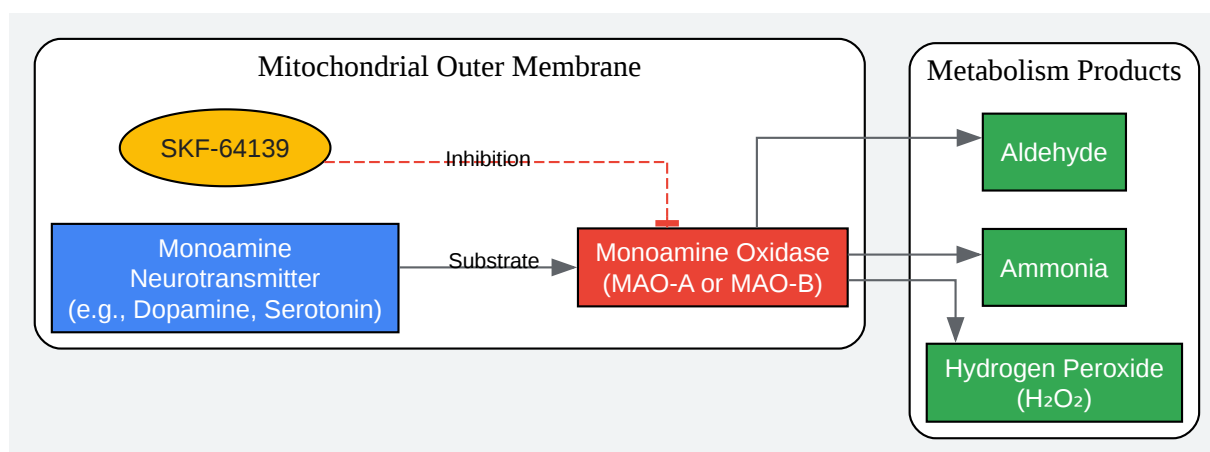 Mitochondrial Outer Membrane
SKF-64139
Inhibition
Monoamine
Neurotransmitter
(e.g., Dopamine, Serotonin)
Substrate
Monoamine Oxidase
(MAO-A or MAO-B)
Metabolism Products
Aldehyde
Ammonia
Hydrogen Peroxide
(H₂O₂)